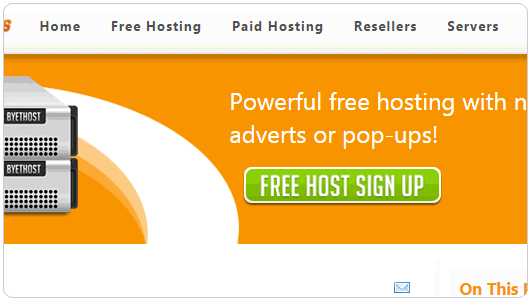 Home Free Hosting Paid Hosting Resellers Servers
Powerful free hosting with
adverts or pop-ups!
BYETHOST
BYETHOST
FREE HOST SIGN UP
On This